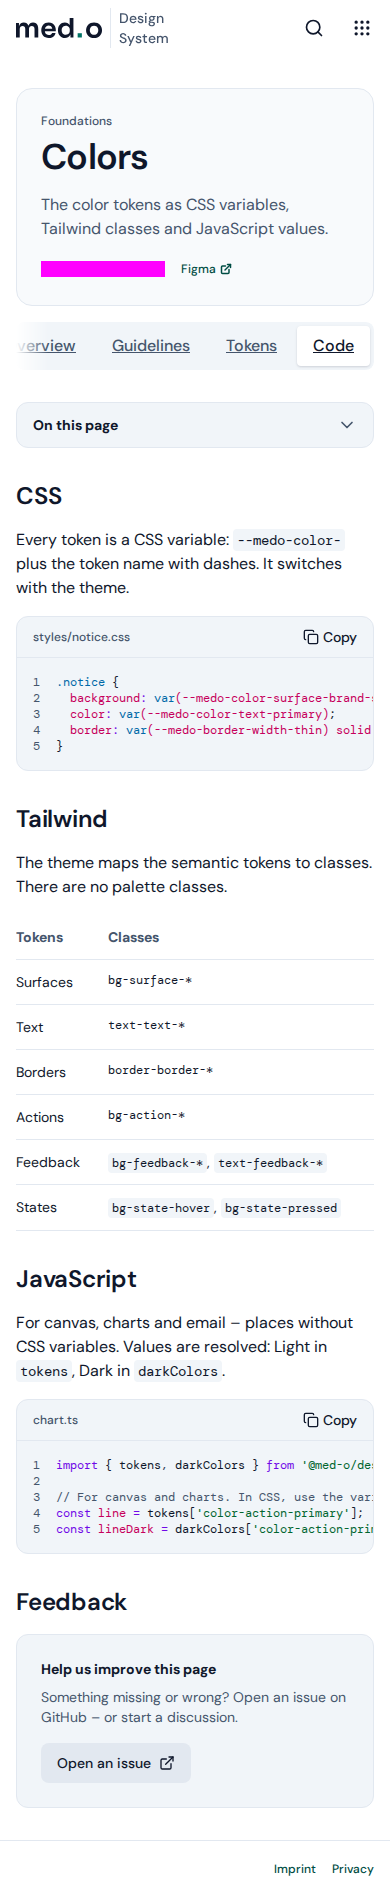 med.o
Design
System
Foundations
Colors
The color tokens as CSS variables,
Tailwind classes and JavaScript values.
Figma
verview Guidelines Tokens Code
On this page
CSS
Every token is a CSS variable: --medo-color-
plus the token name with dashes. It switches
with the theme.
styles/notice.css Copy
1 .notice {
2 background: var(--medo-color-surface-brand-s
3 color: var(--medo-color-text-primary);
4 border: var(--medo-border-width-thin) solid
5 }
Tailwind
The theme maps the semantic tokens to classes.
There are no palette classes.
Tokens Classes
Surfaces bg-surface-*
Text text-text-*
Borders border-border-*
Actions bg-action-*
Feedback bg-feedback-*, text-feedback-*
States bg-state-hover, bg-state-pressed
JavaScript
For canvas, charts and email – places without
CSS variables. Values are resolved: Light in
tokens, Dark in darkColors.
chart.ts Copy
1 import { tokens, darkColors } from '@med-o/des
2
3 // For canvas and charts. In CSS, use the vari
4 const line = tokens['color-action-primary'];
5 const lineDark = darkColors['color-action-prim
Feedback
Help us improve this page
Something missing or wrong? Open an issue on
GitHub – or start a discussion.
Open an issue
Imprint Privacy